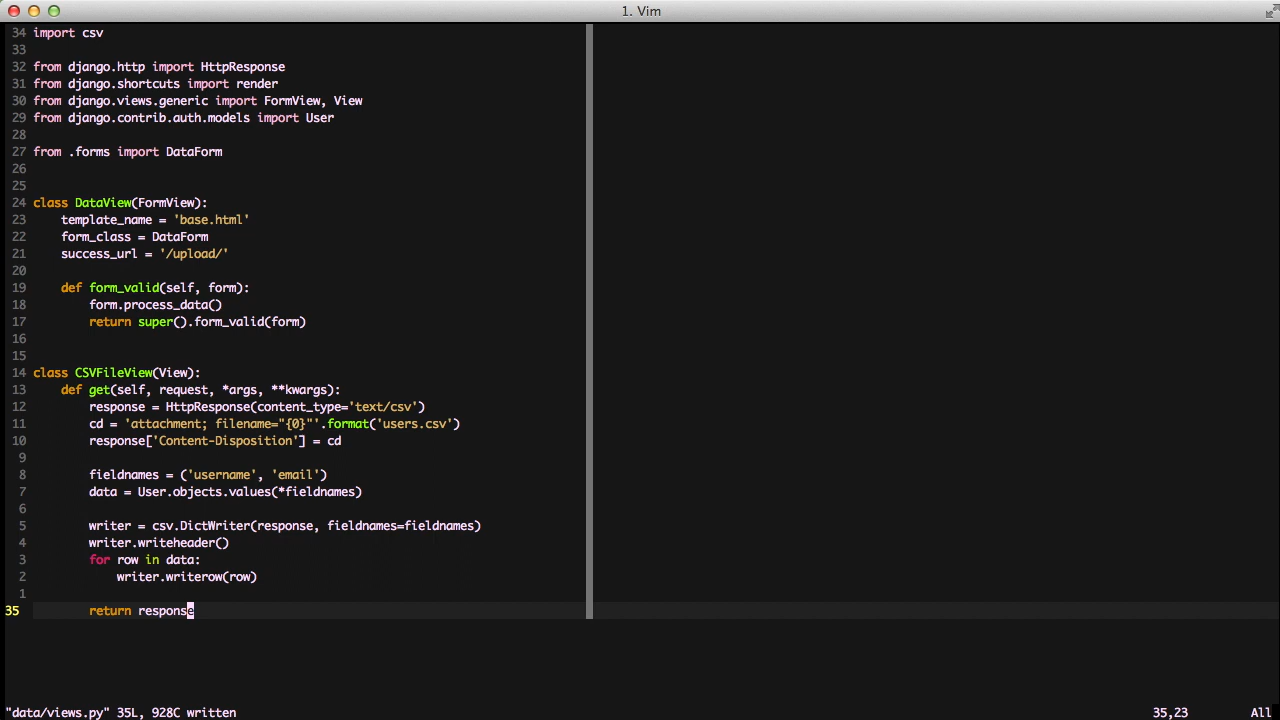 1. Vim
34 import csv
33
32 from django.http import HttpResponse
31 from django.shortcuts import render
30 from django.views.generic import FormView, View
29 from django.contrib.auth.models import User
28
27 from .forms import DataForm
26
25
24 class DataView(FormView):
23     template_name = 'base.html'
22     form_class = DataForm
21     success_url = '/upload/'
20
19     def form_valid(self, form):
18         form.process_data()
17         return super().form_valid(form)
16
15
14 class CSVFileView(View):
13     def get(self, request, *args, **kwargs):
12         response = HttpResponse(content_type='text/csv')
11         cd = 'attachment; filename="{0}"'.format('users.csv')
10         response['Content-Disposition'] = cd
9
8         fieldnames = ('username', 'email')
7         data = User.objects.values(*fieldnames)
6
5         writer = csv.DictWriter(response, fieldnames=fieldnames)
4         writer.writeheader()
3         for row in data:
2             writer.writerow(row)
1
35         return response
"data/views.py" 35L, 928C written 35,23 All